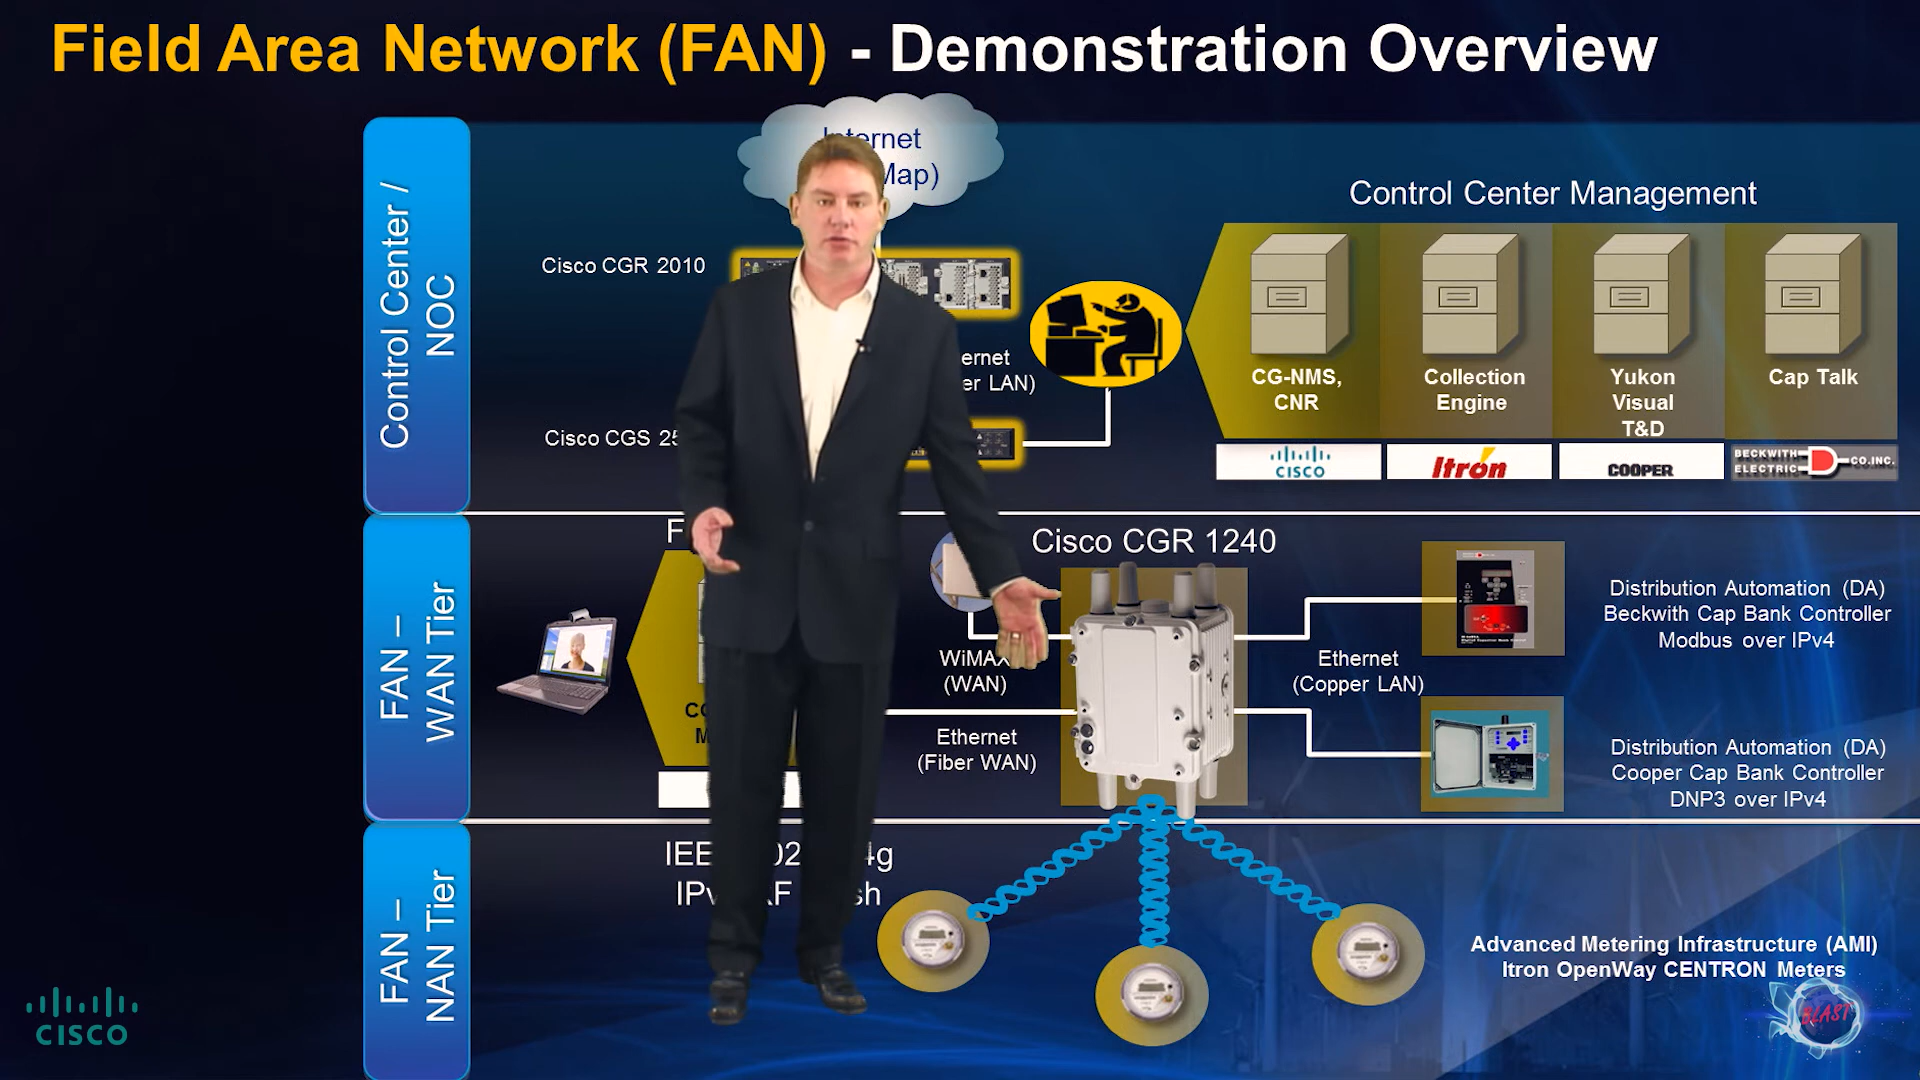 Field Area Network (FAN) - Demonstration Overview
Control Center /
NOC
Cisco CGR 2010
Cisco CGS
LAN)
Control Center Management
CG-NMS,
CNR
Collection
Engine
Yukon
Visual
T&D
Cap Talk
CISCO
Itron
COOPER
BECKWITH
ELECTRIC
CO.INC.
FAN –
WAN Tier
Cisco CGR 1240
WiMAX
(WAN)
Ethernet
(Fiber WAN)
Ethernet
(Copper LAN)
Distribution Automation (DA)
Beckwith Cap Bank Controller
Modbus over IPv4
Distribution Automation (DA)
Cooper Cap Bank Controller
DNP3 over IPv4
FAN –
NAN Tier
Advanced Metering Infrastructure (AMI)
Itron OpenWay CENTRON Meters
CISCO
BLAST